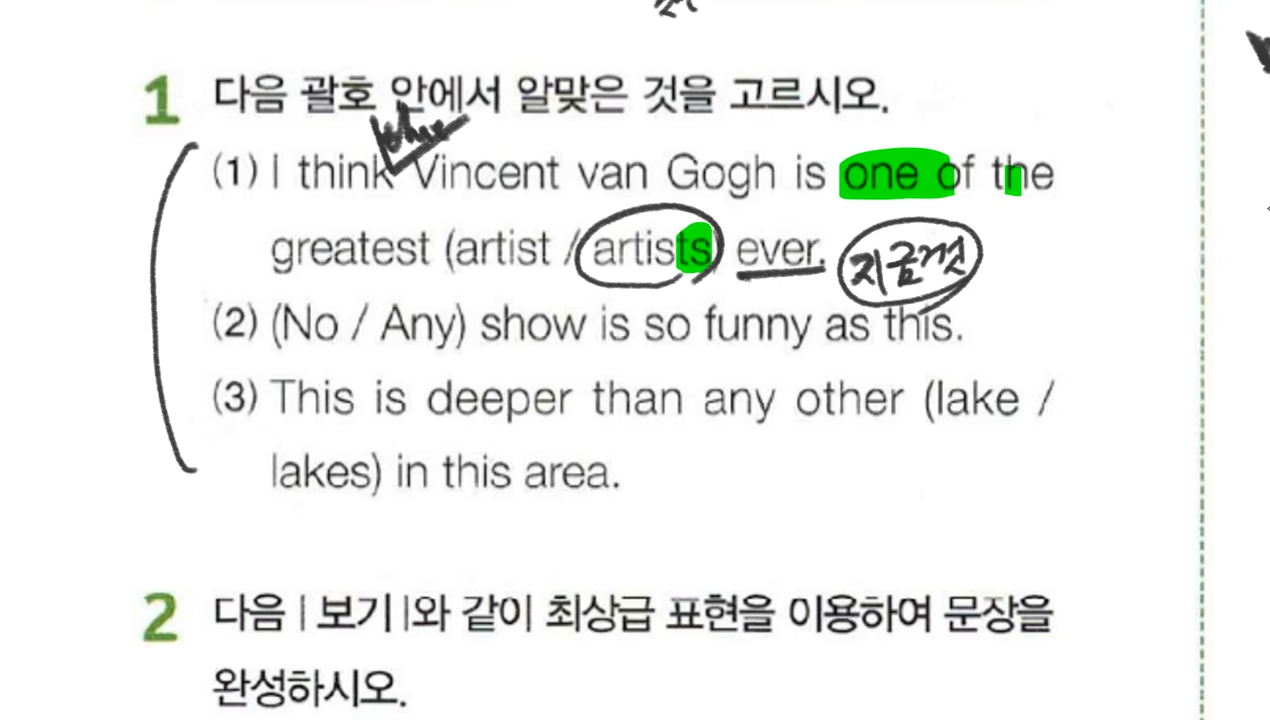 1 다음 괄호 안에서 알맞은 것을 고르시오.
(1) I think Vincent van Gogh is one of the
greatest (artist / artists) ever. 지금껏
(2) (No / Any) show is so funny as this.
(3) This is deeper than any other (lake /
lakes) in this area.
2 다음 | 보기 |와 같이 최상급 표현을 이용하여 문장을
완성하시오.